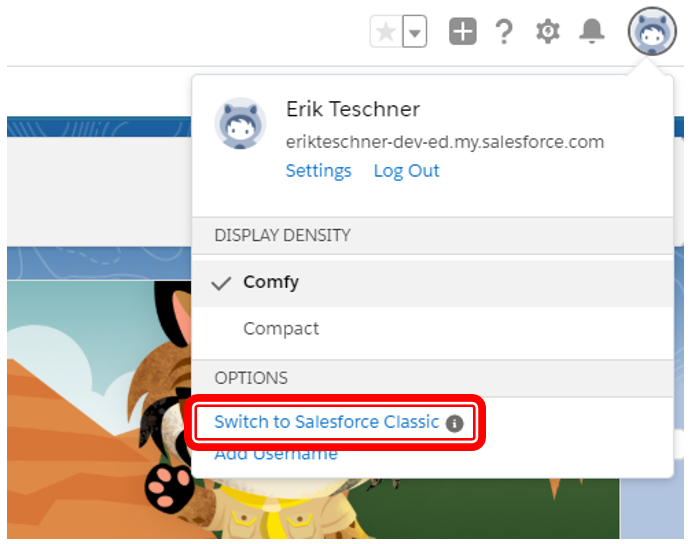 Erik Teschner
erikteschner-dev-ed.my.salesforce.com
Settings Log Out
DISPLAY DENSITY
Comfy
Compact
OPTIONS
Switch to Salesforce Classic
Add Username